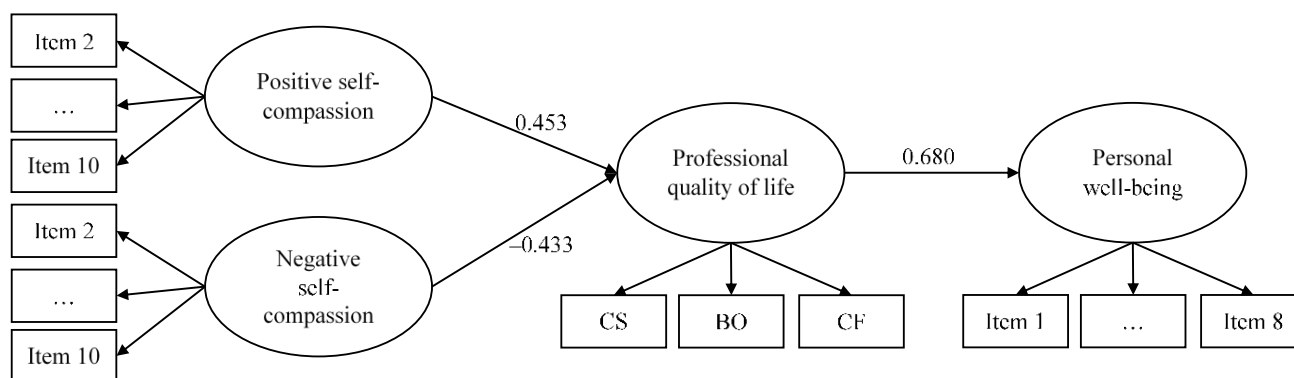 Item 2
…
Item 10
Positive self-
compassion
0.453
Item 2
…
Item 10
Negative
self-
compassion
–0.433
Professional
quality of life
CS
BO
CF
0.680
Personal
well-being
Item 1
…
Item 8